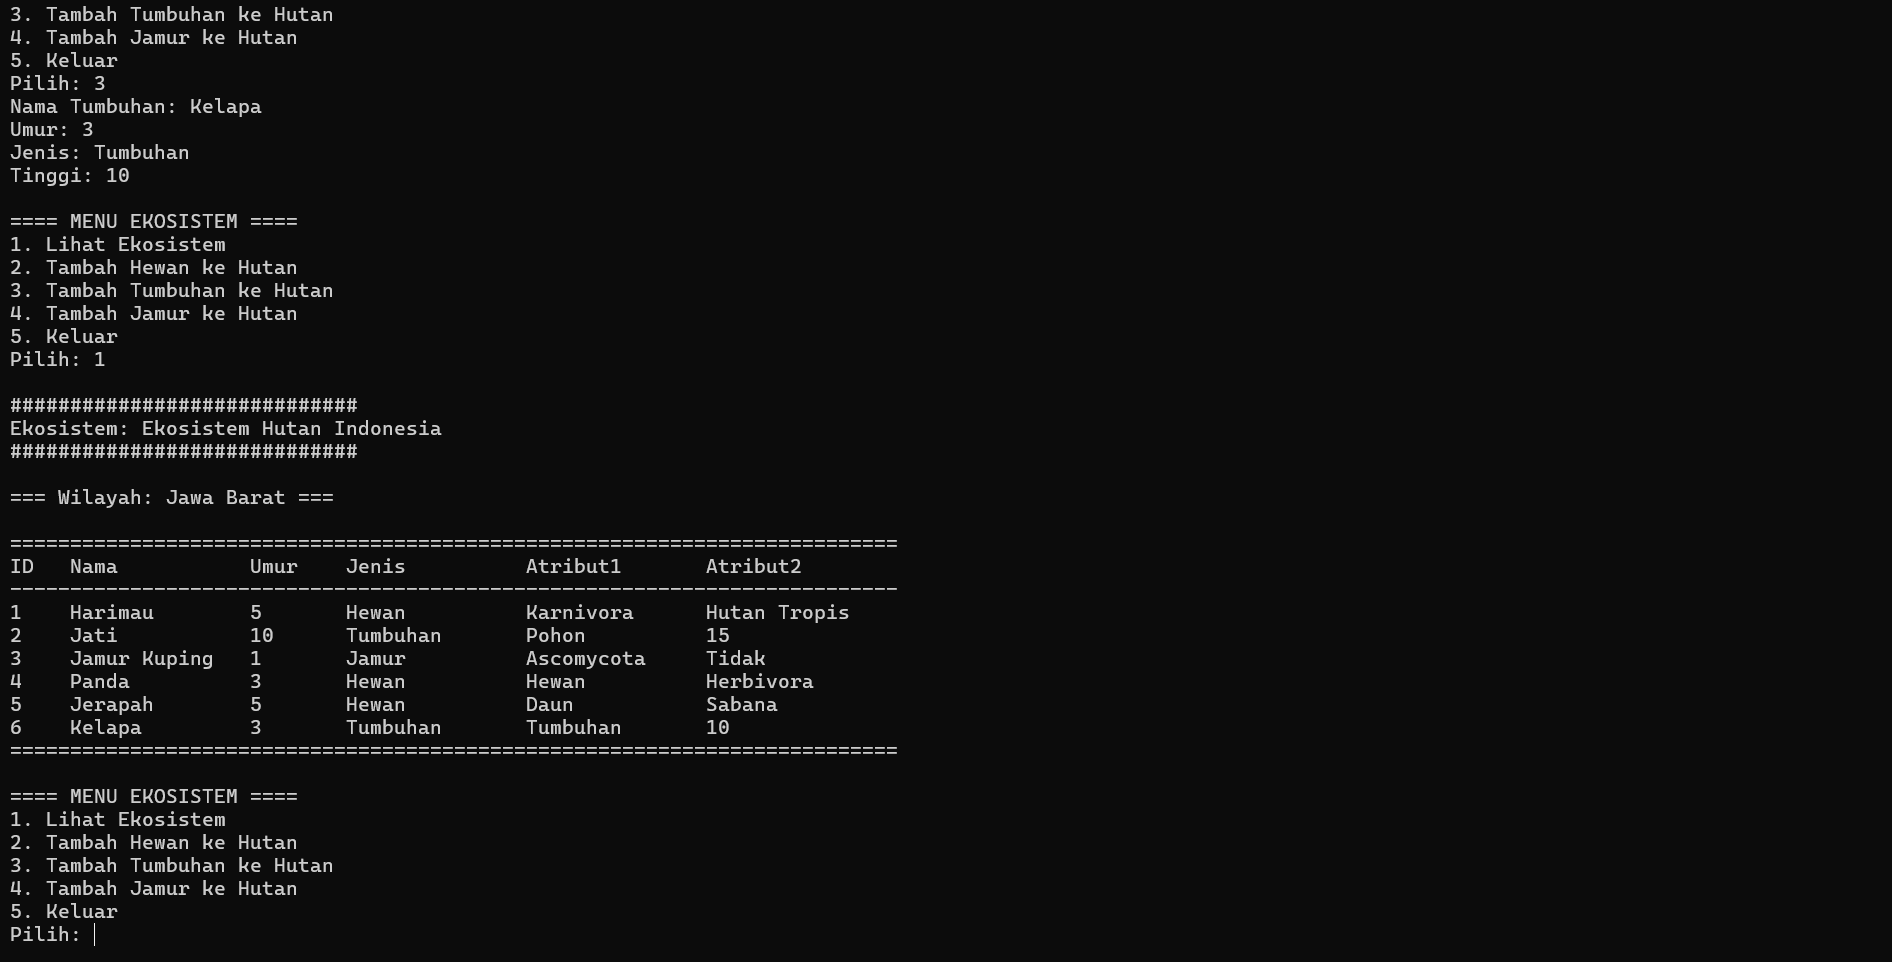 3. Tambah Tumbuhan ke Hutan
4. Tambah Jamur ke Hutan
5. Keluar
Pilih: 3
Nama Tumbuhan: Kelapa
Umur: 3
Jenis: Tumbuhan
Tinggi: 10

==== MENU EKOSISTEM ====
1. Lihat Ekosistem
2. Tambah Hewan ke Hutan
3. Tambah Tumbuhan ke Hutan
4. Tambah Jamur ke Hutan
5. Keluar
Pilih: 1

#############################
Ekosistem: Ekosistem Hutan Indonesia
#############################

=== Wilayah: Jawa Barat ===

==========================================================================
ID   Nama           Umur    Jenis          Atribut1       Atribut2
--------------------------------------------------------------------------
1    Harimau        5       Hewan          Karnivora      Hutan Tropis
2    Jati           10      Tumbuhan       Pohon          15
3    Jamur Kuping   1       Jamur          Ascomycota     Tidak
4    Panda          3       Hewan          Hewan          Herbivora
5    Jerapah        5       Hewan          Daun           Sabana
6    Kelapa         3       Tumbuhan       Tumbuhan       10
==========================================================================

==== MENU EKOSISTEM ====
1. Lihat Ekosistem
2. Tambah Hewan ke Hutan
3. Tambah Tumbuhan ke Hutan
4. Tambah Jamur ke Hutan
5. Keluar
Pilih: